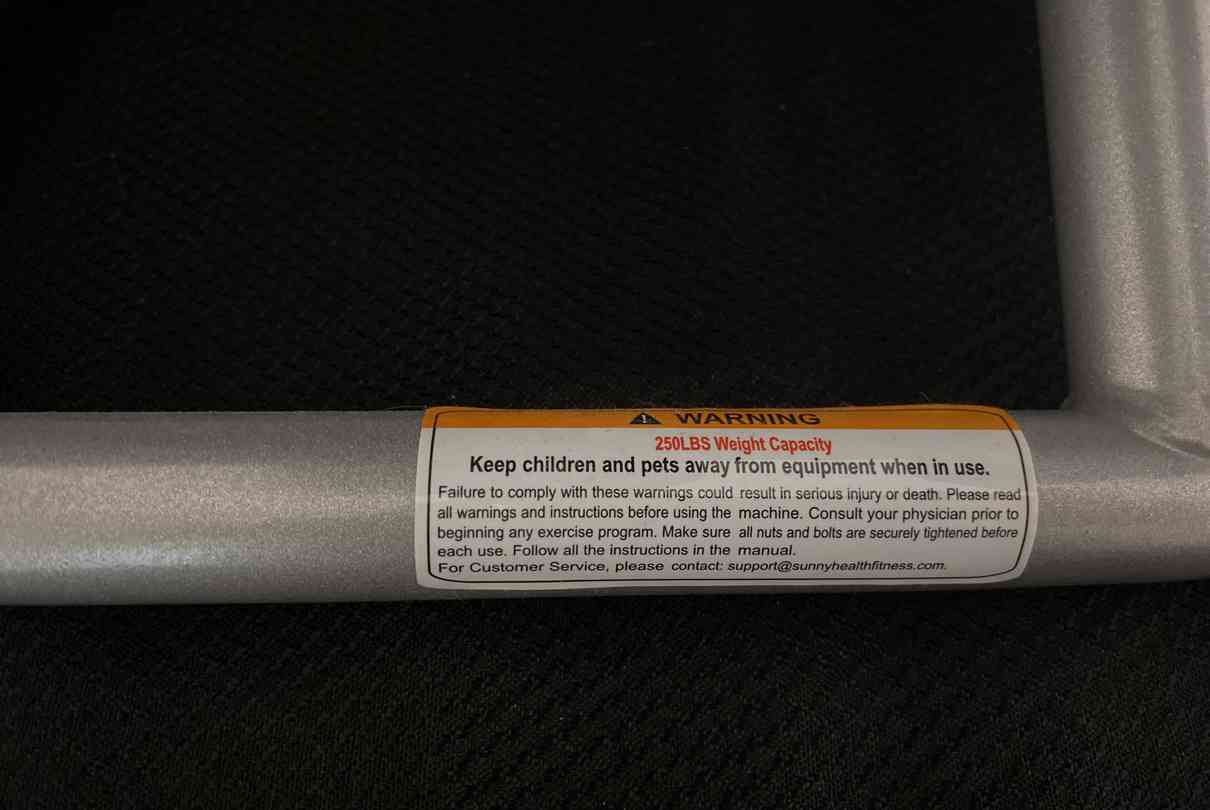 WARNING
250LBS Weight Capacity
Keep children and pets away from equipment when in use.
Failure to comply with these warnings could result in serious injury or death. Please read
all warnings and instructions before using the machine. Consult your physician prior to
beginning any exercise program. Make sure all nuts and bolts are securely tightened before
each use. Follow all the instructions in the manual.
For Customer Service, please contact: support@sunnyhealthfitness.com.